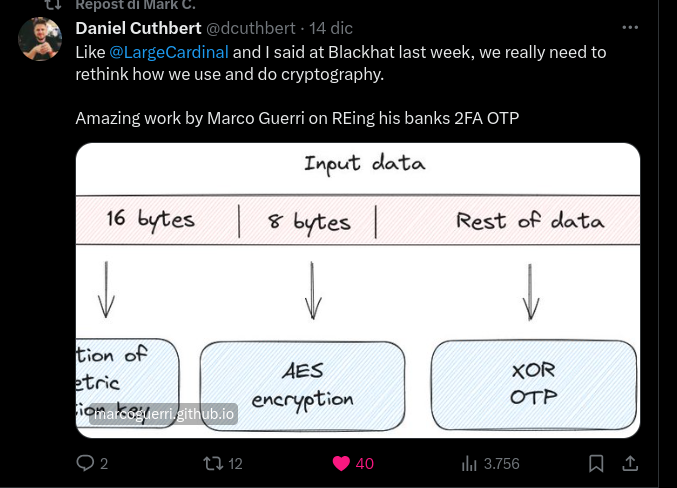 Repost di Mark C.
Daniel Cuthbert @dcuthbert · 14 dic
Like @LargeCardinal and I said at Blackhat last week, we really need to
rethink how we use and do cryptography.
Amazing work by Marco Guerri on REing his banks 2FA OTP
Input data
16 bytes
8 bytes
Rest of data
tion of
etric
ion key
AES
encryption
XOR
OTP
marcoguerri.github.io
2
12
40
3.756